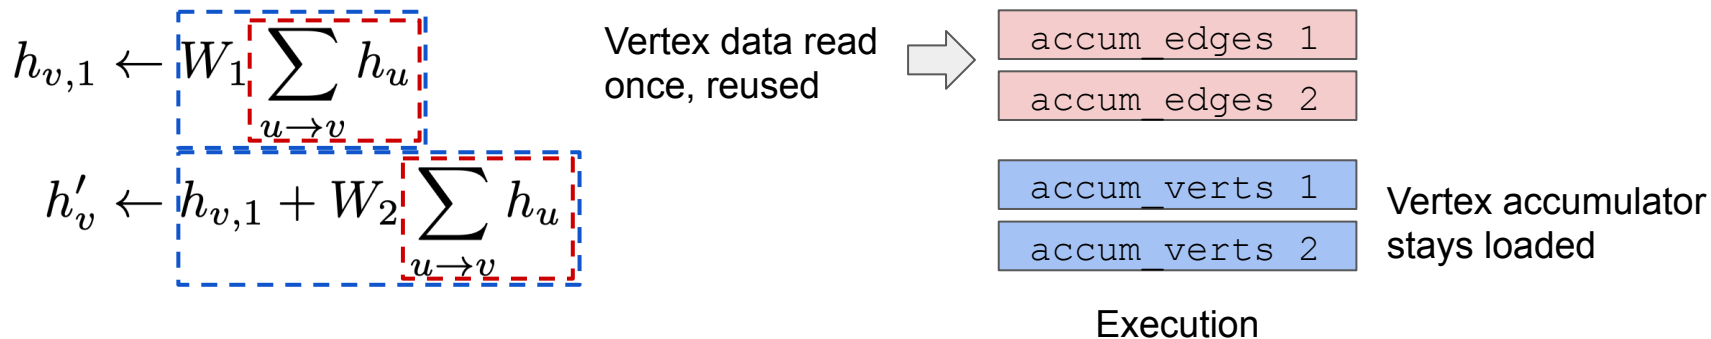 h_{v,1} ← W_1 ∑_{u→v} h_u
h'_v ← h_{v,1} + W_2 ∑_{u→v} h_u
Vertex data read
once, reused
accum_edges 1
accum_edges 2
accum_verts 1
accum_verts 2
Vertex accumulator
stays loaded
Execution